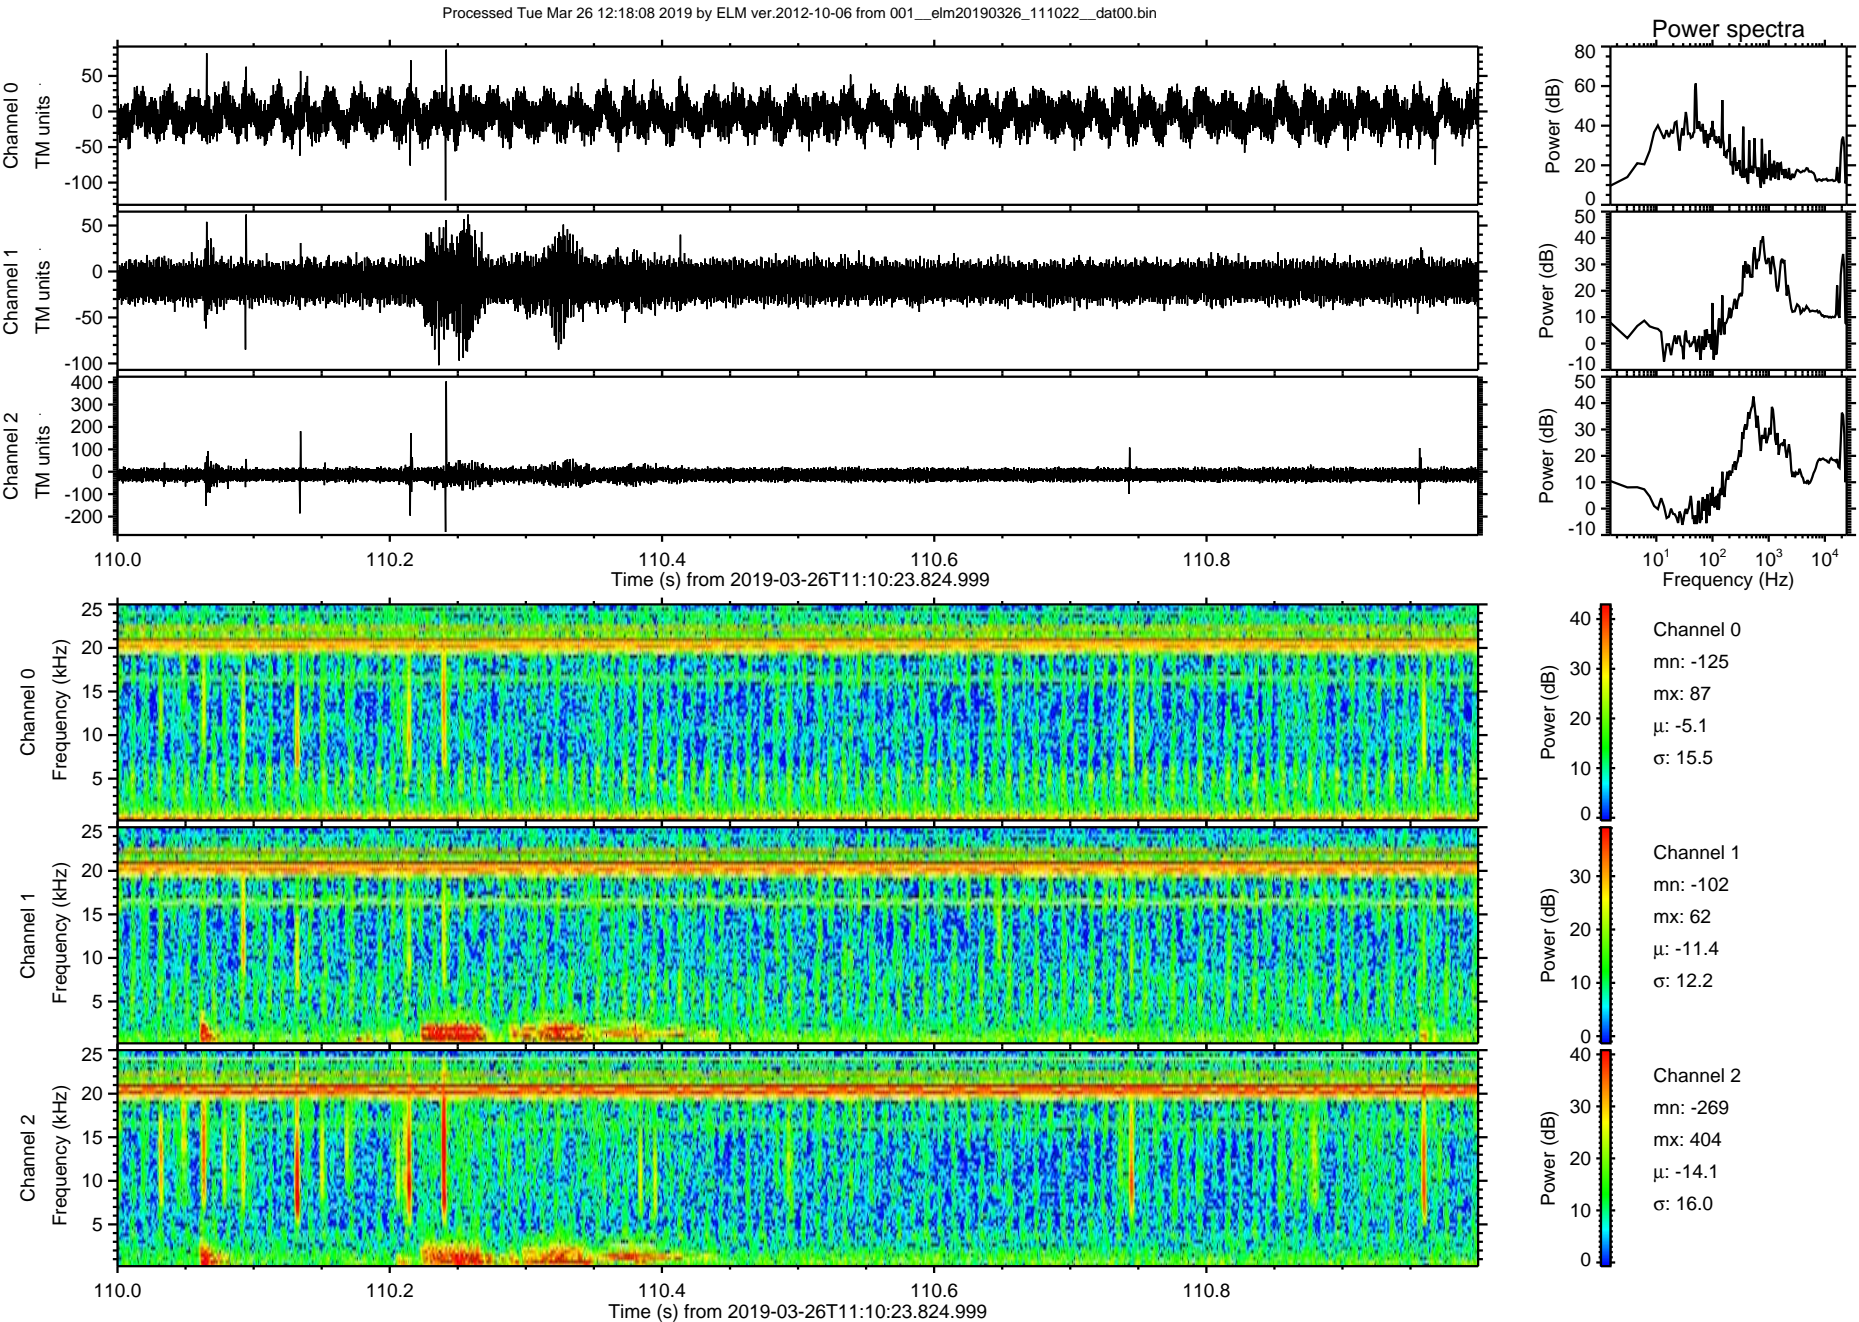 Processed Tue Mar 26 12:18:08 2019 by ELM ver.2012-10-06 from 001__elm20190326_111022__dat00.bin
Power spectra
Channel 0
TM units
50
0
-50
-100
Power (dB)
80
60
40
20
0
Channel 1
TM units
50
0
-50
-100
Power (dB)
50
40
30
20
10
0
-10
Channel 2
TM units
400
300
200
100
0
-100
-200
Power (dB)
50
40
30
20
10
0
-10
110.0 110.2 110.4 110.6 110.8
Time (s) from 2019-03-26T11:10:23.824.999
10¹ 10² 10³ 10⁴
Frequency (Hz)
Channel 0
Frequency (kHz)
25
20
15
10
5
Power (dB)
40
30
20
10
0
Channel 0
mn: -125
mx: 87
μ: -5.1
σ: 15.5
Channel 1
Frequency (kHz)
25
20
15
10
5
Power (dB)
30
20
10
0
Channel 1
mn: -102
mx: 62
μ: -11.4
σ: 12.2
Channel 2
Frequency (kHz)
25
20
15
10
5
Power (dB)
40
30
20
10
0
Channel 2
mn: -269
mx: 404
μ: -14.1
σ: 16.0
110.0 110.2 110.4 110.6 110.8
Time (s) from 2019-03-26T11:10:23.824.999